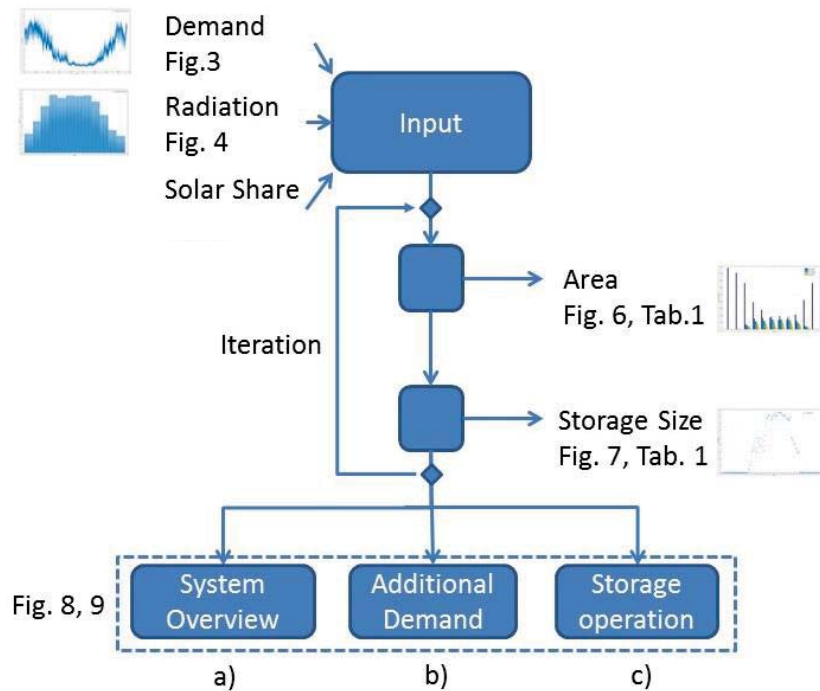 Demand
Fig.3
Radiation
Fig. 4
Solar Share
Input
Area
Fig. 6, Tab.1
Iteration
Storage Size
Fig. 7, Tab. 1
Fig. 8, 9
System
Overview
Additional
Demand
Storage
operation
a)
b)
c)